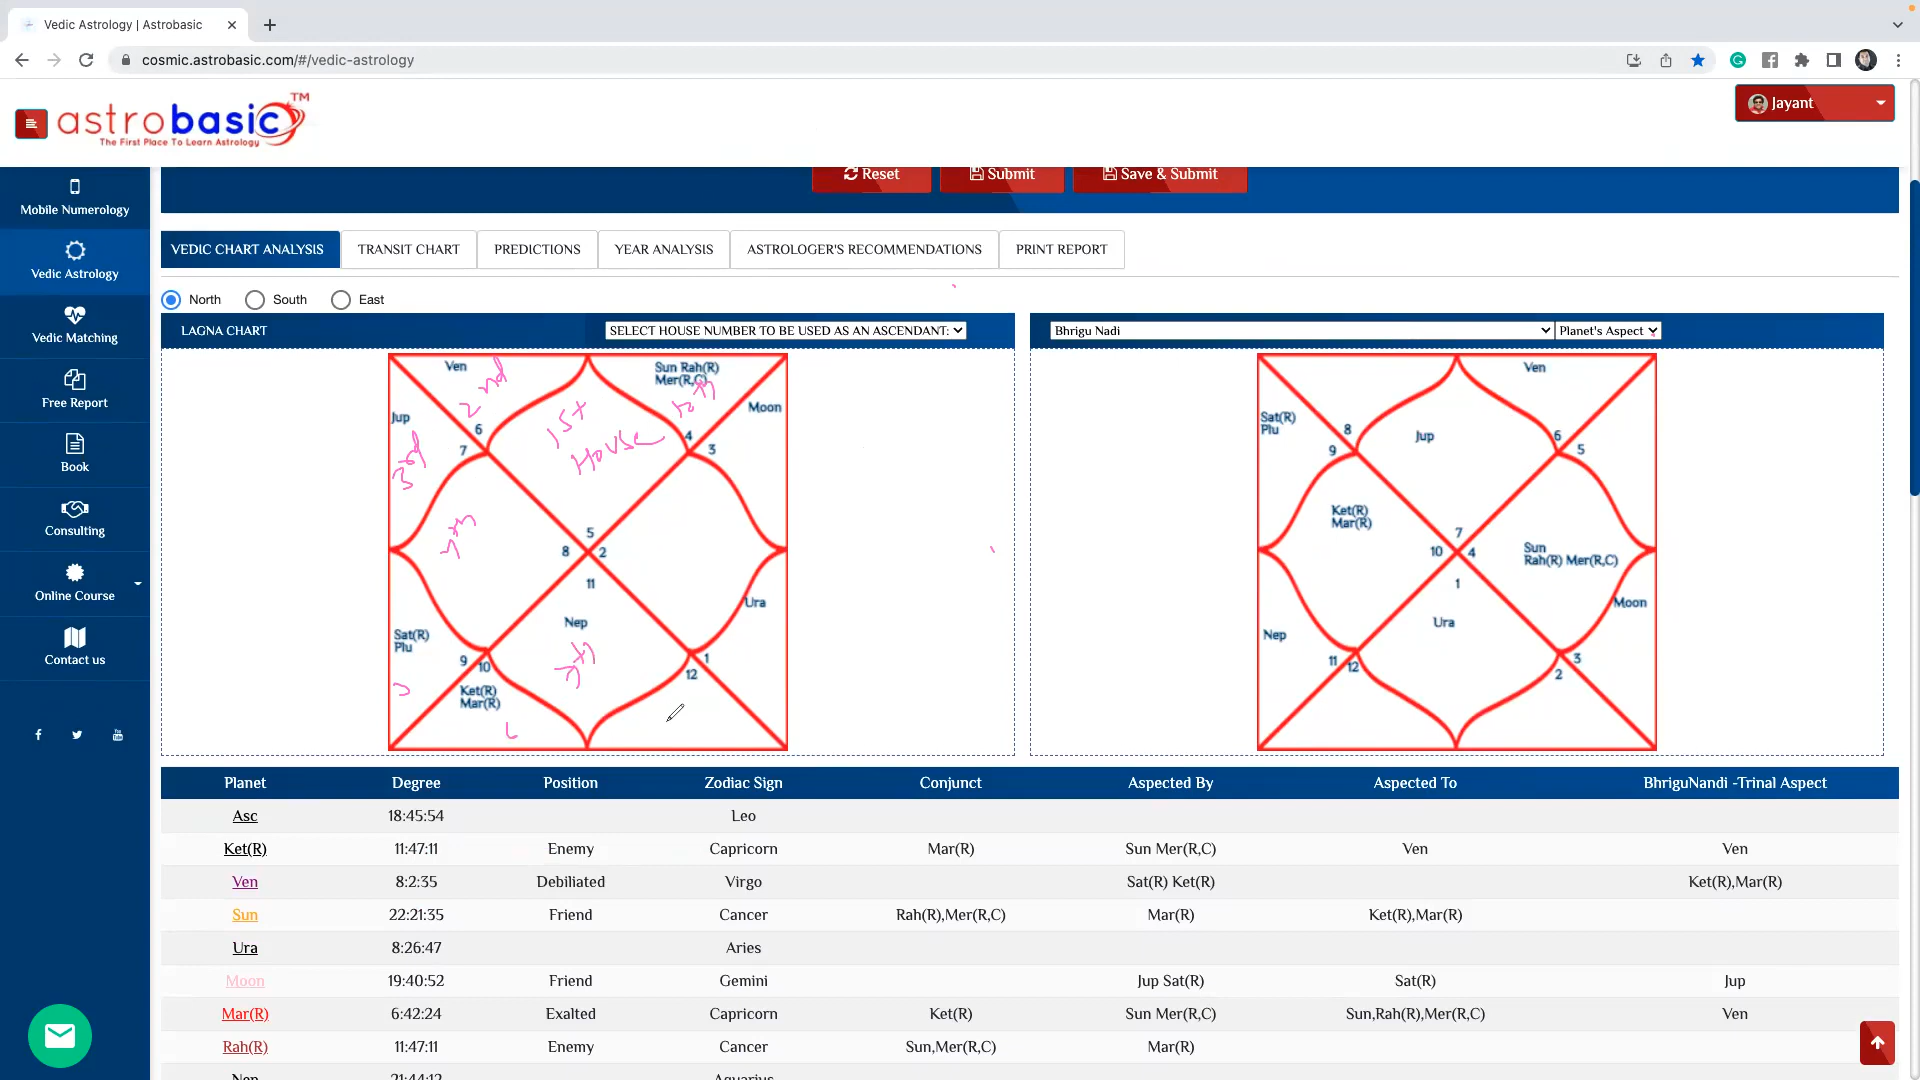 Vedic Astrology | Astrobasic
cosmic.astrobasic.com/#/vedic-astrology
astrobasic™
The First Place To Learn Astrology
Jayant
Mobile Numerology
Vedic Astrology
Vedic Matching
Free Report
Book
Consulting
Online Course
Contact us
Reset Submit Save & Submit
VEDIC CHART ANALYSIS TRANSIT CHART PREDICTIONS YEAR ANALYSIS ASTROLOGER'S RECOMMENDATIONS PRINT REPORT
North South East
LAGNA CHART SELECT HOUSE NUMBER TO BE USED AS AN ASCENDANT:
Ven
Sun Rah(R)
Mer(R,C)
Jup
Moon
6
4
7
3
2nd
1st
House
3rd
5
8 2
11
Nep
Ura
Sat(R)
Plu
9 10
1
12
Ket(R)
Mar(R)
Bhrigu Nadi Planet's Aspect
Ven
Sat(R)
Plu
8
Jup
6
9
5
Ket(R)
Mar(R)
7
10 4
1
Sun
Rah(R) Mer(R,C)
Ura
Moon
Nep
11 12
3
2
Planet Degree Position Zodiac Sign Conjunct Aspected By Aspected To BhriguNandi -Trinal Aspect
Asc 18:45:54 Leo
Ket(R) 11:47:11 Enemy Capricorn Mar(R) Sun Mer(R,C) Ven Ven
Ven 8:2:35 Debiliated Virgo Sat(R) Ket(R) Ket(R),Mar(R)
Sun 22:21:35 Friend Cancer Rah(R),Mer(R,C) Mar(R) Ket(R),Mar(R)
Ura 8:26:47 Aries
Moon 19:40:52 Friend Gemini Jup Sat(R) Sat(R) Jup
Mar(R) 6:42:24 Exalted Capricorn Ket(R) Sun Mer(R,C) Sun,Rah(R),Mer(R,C) Ven
Rah(R) 11:47:11 Enemy Cancer Sun,Mer(R,C) Mar(R)
Nep 21:44:12 Aquarius